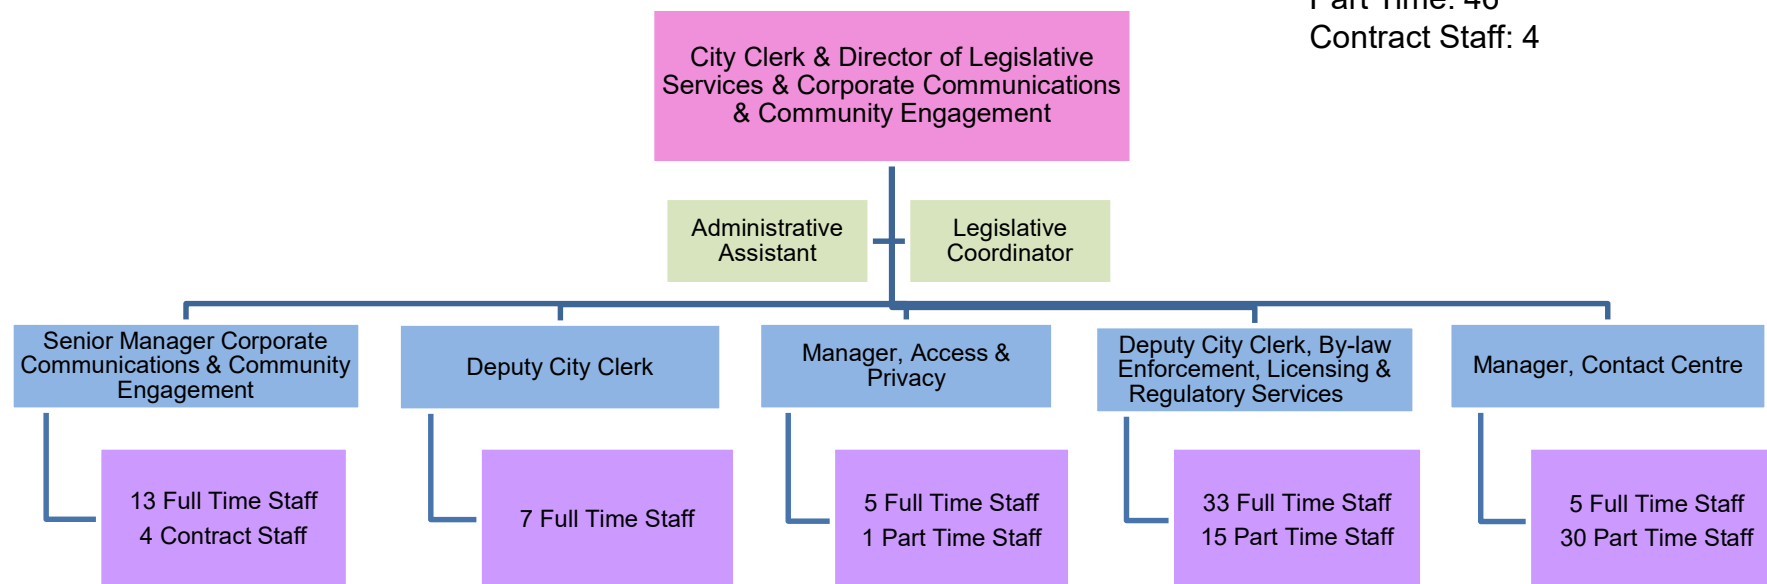 Part Time: 46
Contract Staff: 4
City Clerk & Director of Legislative
Services & Corporate Communications
& Community Engagement
Administrative
Assistant
Legislative
Coordinator
Senior Manager Corporate
Communications & Community
Engagement
Deputy City Clerk
Manager, Access &
Privacy
Deputy City Clerk, By-law
Enforcement, Licensing &
Regulatory Services
Manager, Contact Centre
13 Full Time Staff
4 Contract Staff
7 Full Time Staff
5 Full Time Staff
1 Part Time Staff
33 Full Time Staff
15 Part Time Staff
5 Full Time Staff
30 Part Time Staff